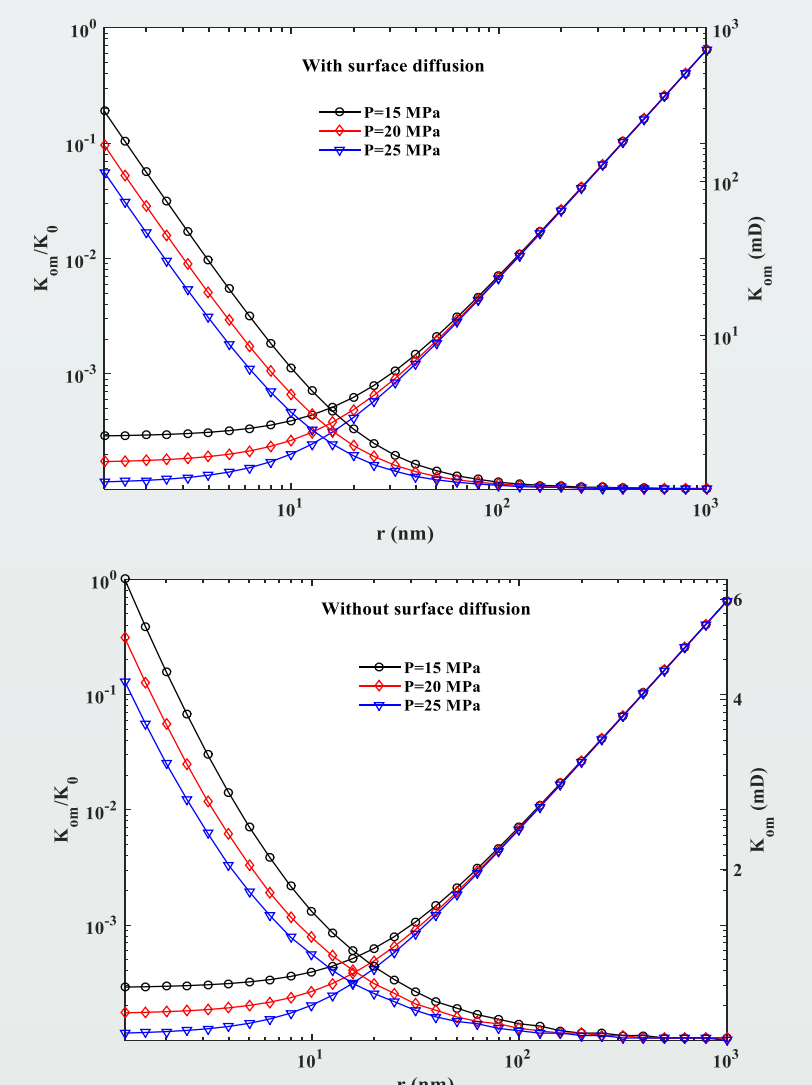 10^0
10^3
With surface diffusion
P=15 MPa
P=20 MPa
P=25 MPa
10^-1
10^2
K_om/K_0
K_om (mD)
10^-2
10^1
10^-3
10^1
10^2
10^3
r (nm)
10^0
6
Without surface diffusion
P=15 MPa
P=20 MPa
P=25 MPa
10^-1
4
K_om/K_0
K_om (mD)
10^-2
2
10^-3
10^1
10^2
10^3
r (nm)